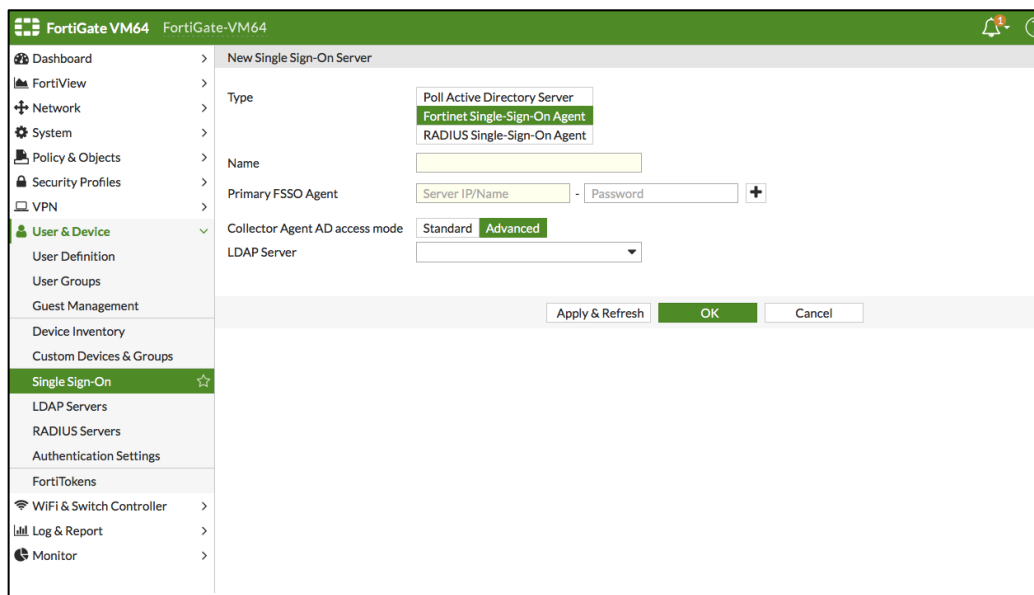 FortiGate VM64 FortiGate-VM64 1
Dashboard
FortiView
Network
System
Policy & Objects
Security Profiles
VPN
User & Device
User Definition
User Groups
Guest Management
Device Inventory
Custom Devices & Groups
Single Sign-On
LDAP Servers
RADIUS Servers
Authentication Settings
FortiTokens
WiFi & Switch Controller
Log & Report
Monitor
New Single Sign-On Server
Type
Poll Active Directory Server
Fortinet Single-Sign-On Agent
RADIUS Single-Sign-On Agent
Name
Primary FSSO Agent Server IP/Name - Password
Collector Agent AD access mode Standard Advanced
LDAP Server
Apply & Refresh OK Cancel